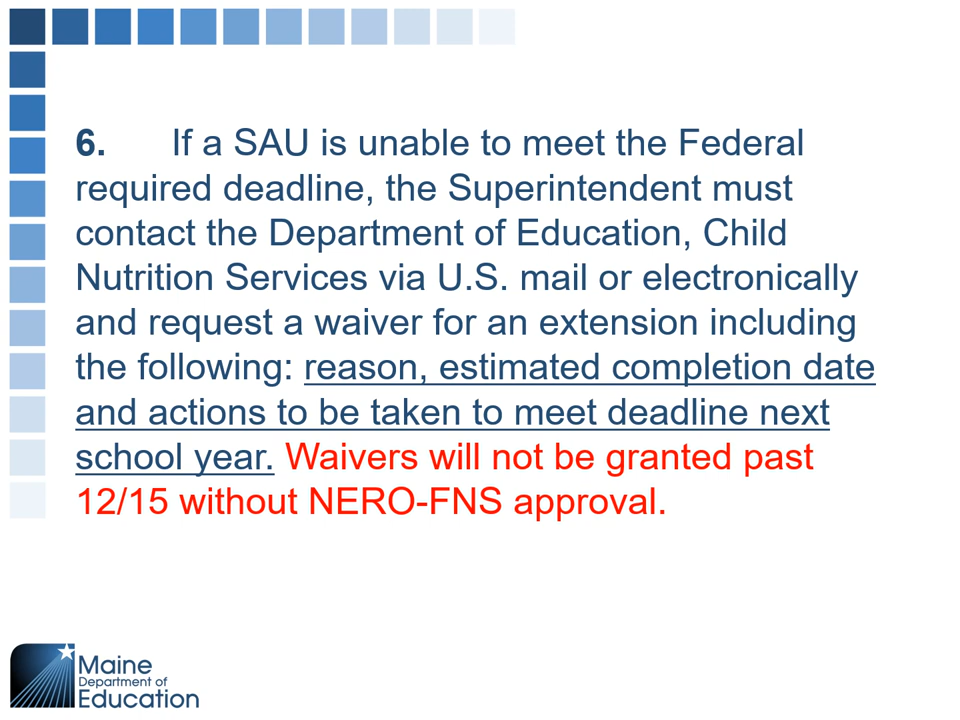 6. If a SAU is unable to meet the Federal
required deadline, the Superintendent must
contact the Department of Education, Child
Nutrition Services via U.S. mail or electronically
and request a waiver for an extension including
the following: reason, estimated completion date
and actions to be taken to meet deadline next
school year. Waivers will not be granted past
12/15 without NERO-FNS approval.
Maine
Department of
Education